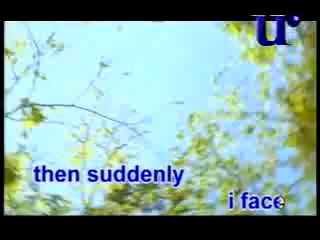 u
then suddenly
i face